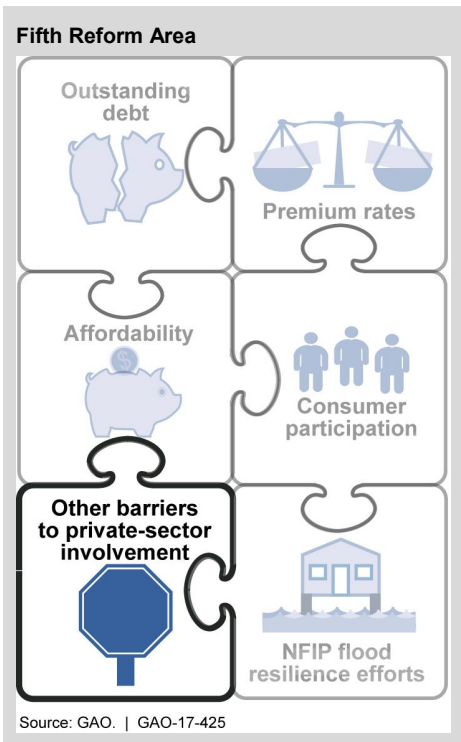 Fifth Reform Area
Outstanding
debt
Premium rates
Affordability
$
Consumer
participation
Other barriers
to private-sector
involvement
NFIP flood
resilience efforts
Source: GAO. | GAO-17-425